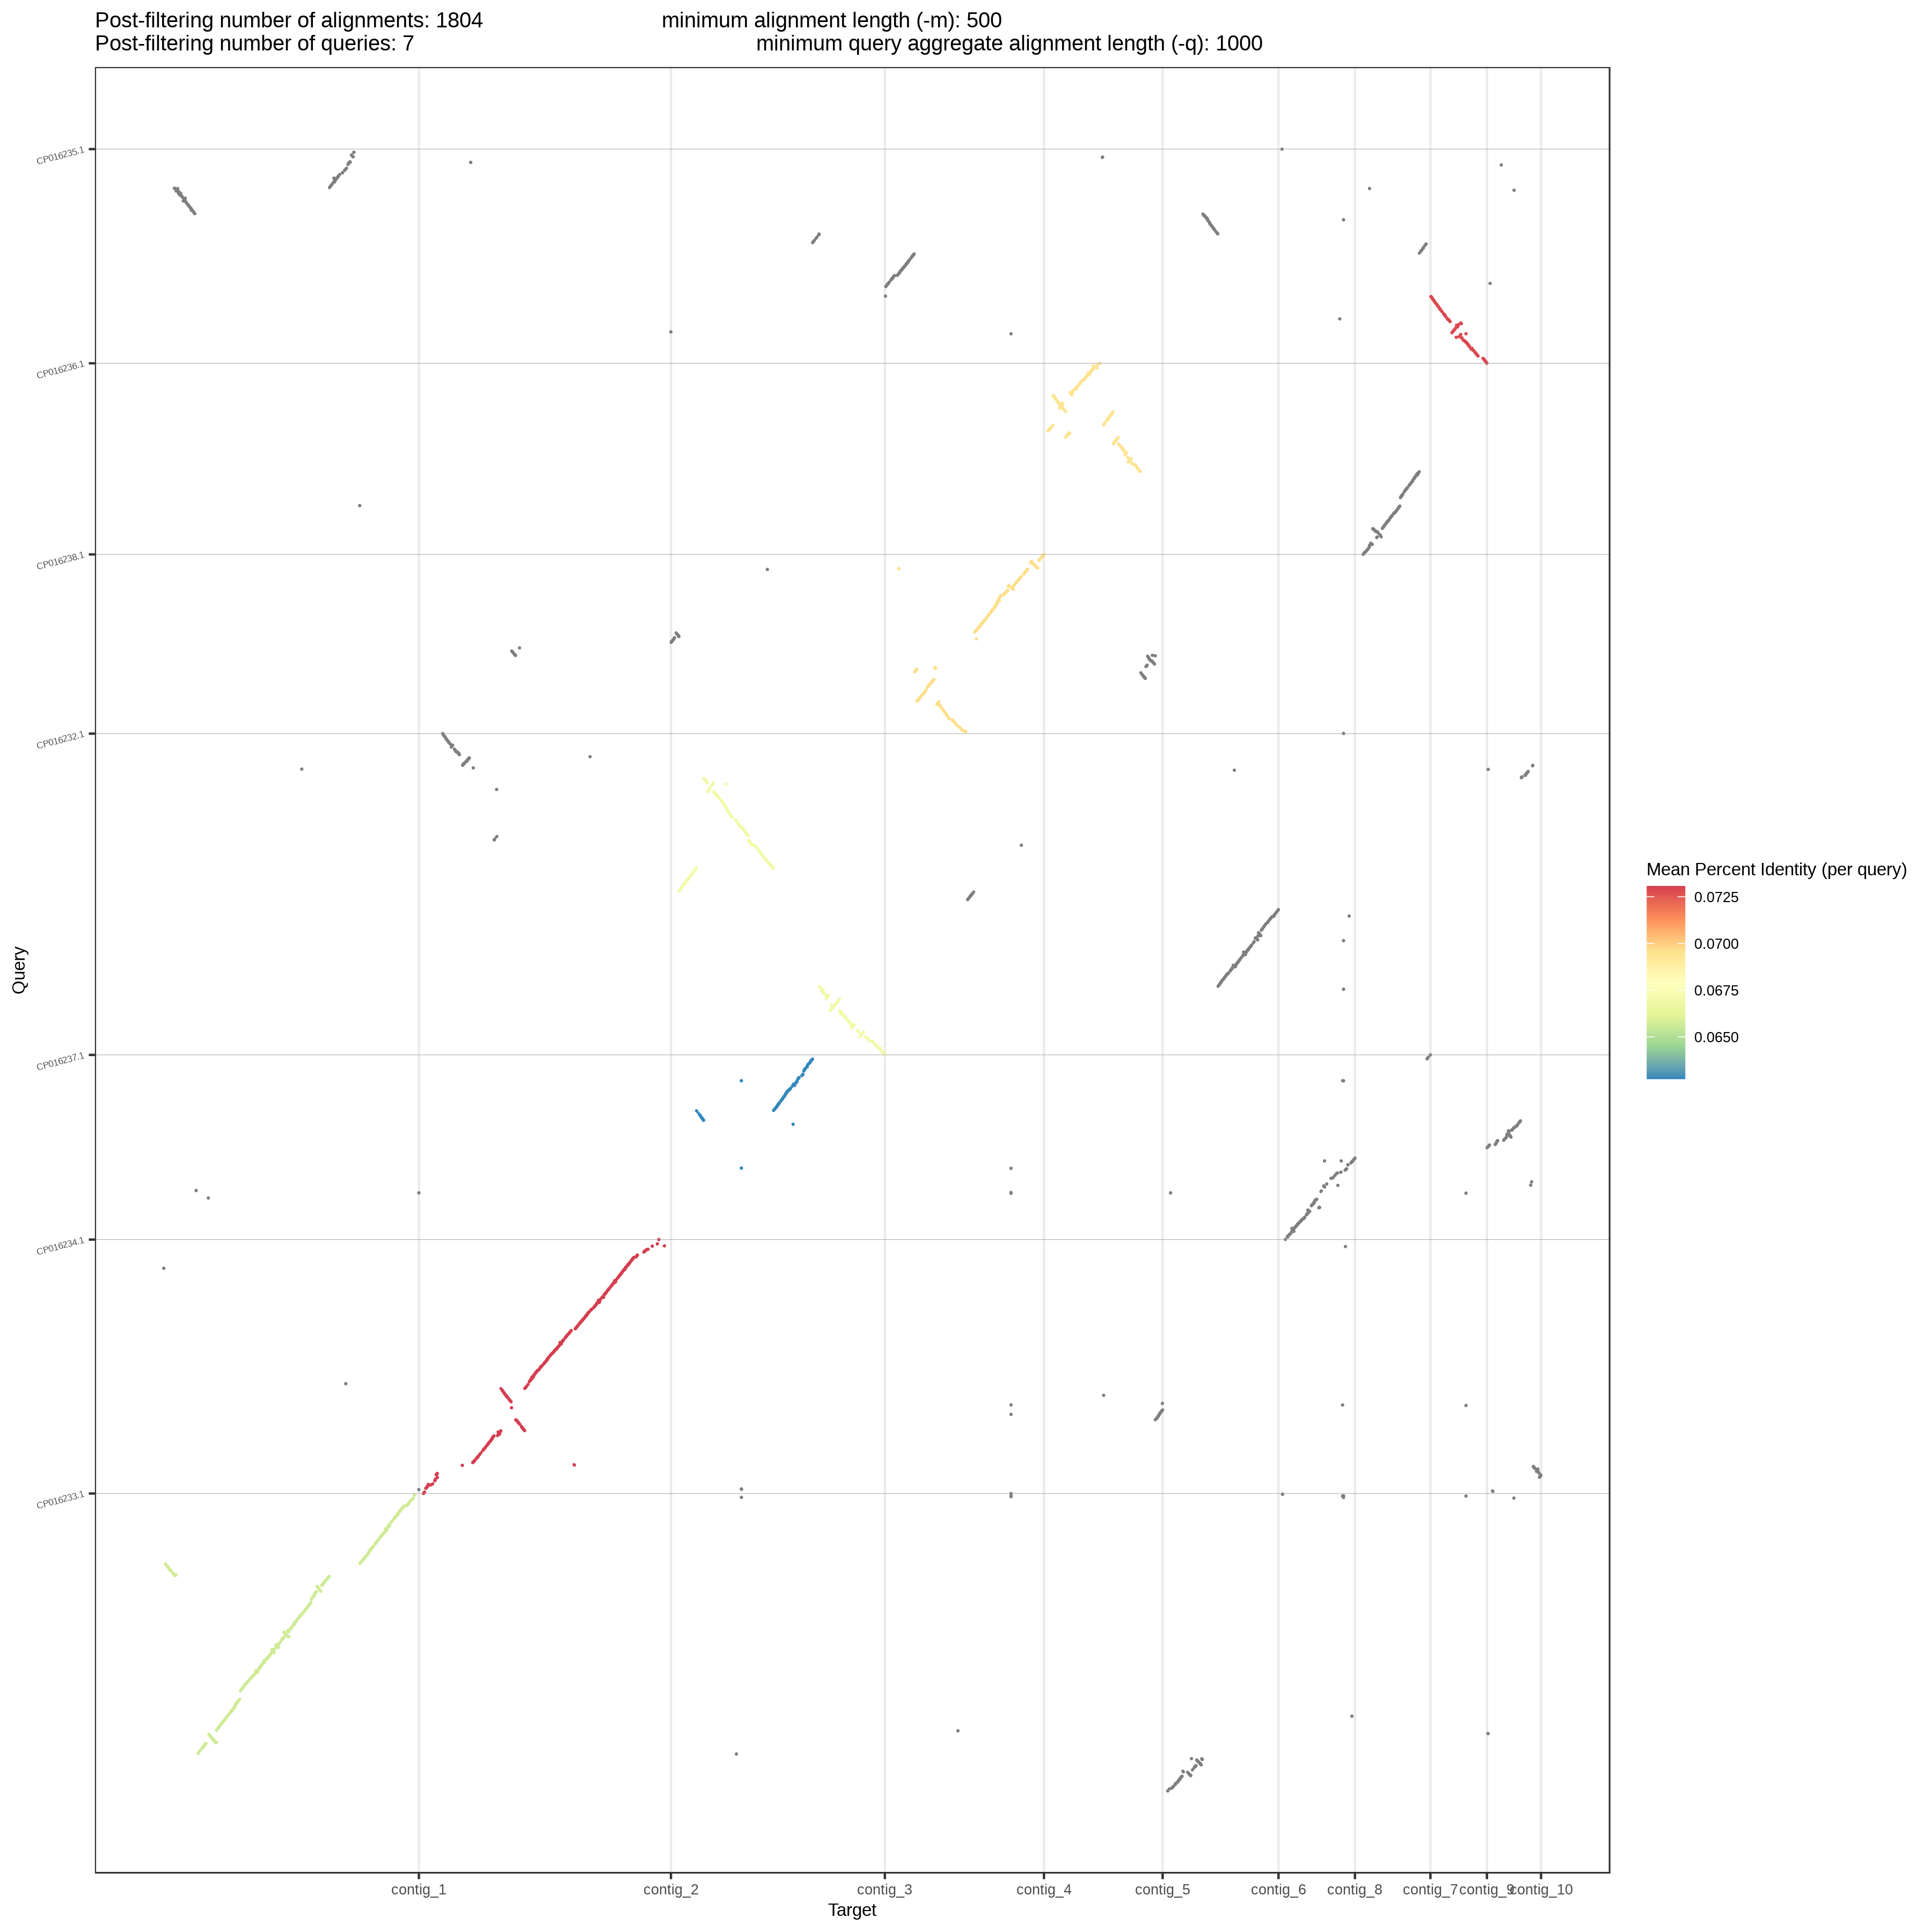 Post-filtering number of alignments: 1804
minimum alignment length (-m): 500
Post-filtering number of queries: 7
minimum query aggregate alignment length (-q): 1000
CP016235.1
CP016236.1
CP016238.1
CP016232.1
CP016237.1
CP016234.1
CP016233.1
Query
Mean Percent Identity (per query)
0.0725
0.0700
0.0675
0.0650
contig_1
contig_2
contig_3
contig_4
contig_5
contig_6
contig_8
contig_7
contig_9
contig_10
Target